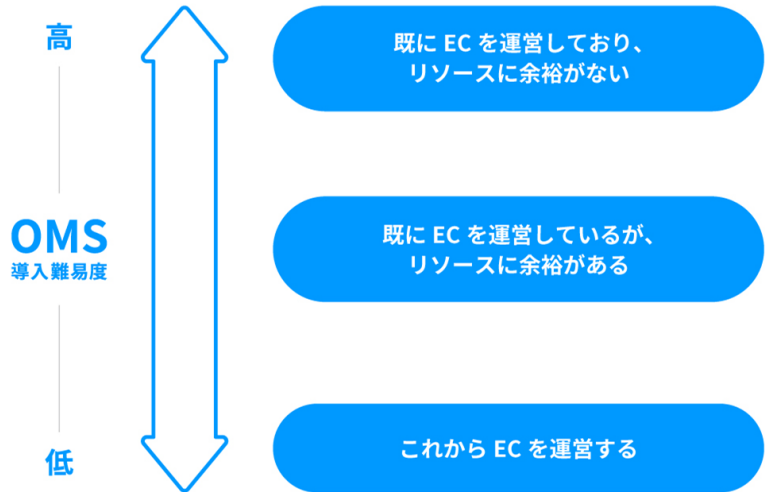 高
OMS
導入難易度
低
既に EC を運営しており、
リソースに余裕がない
既に EC を運営しているが、
リソースに余裕がある
これから EC を運営する